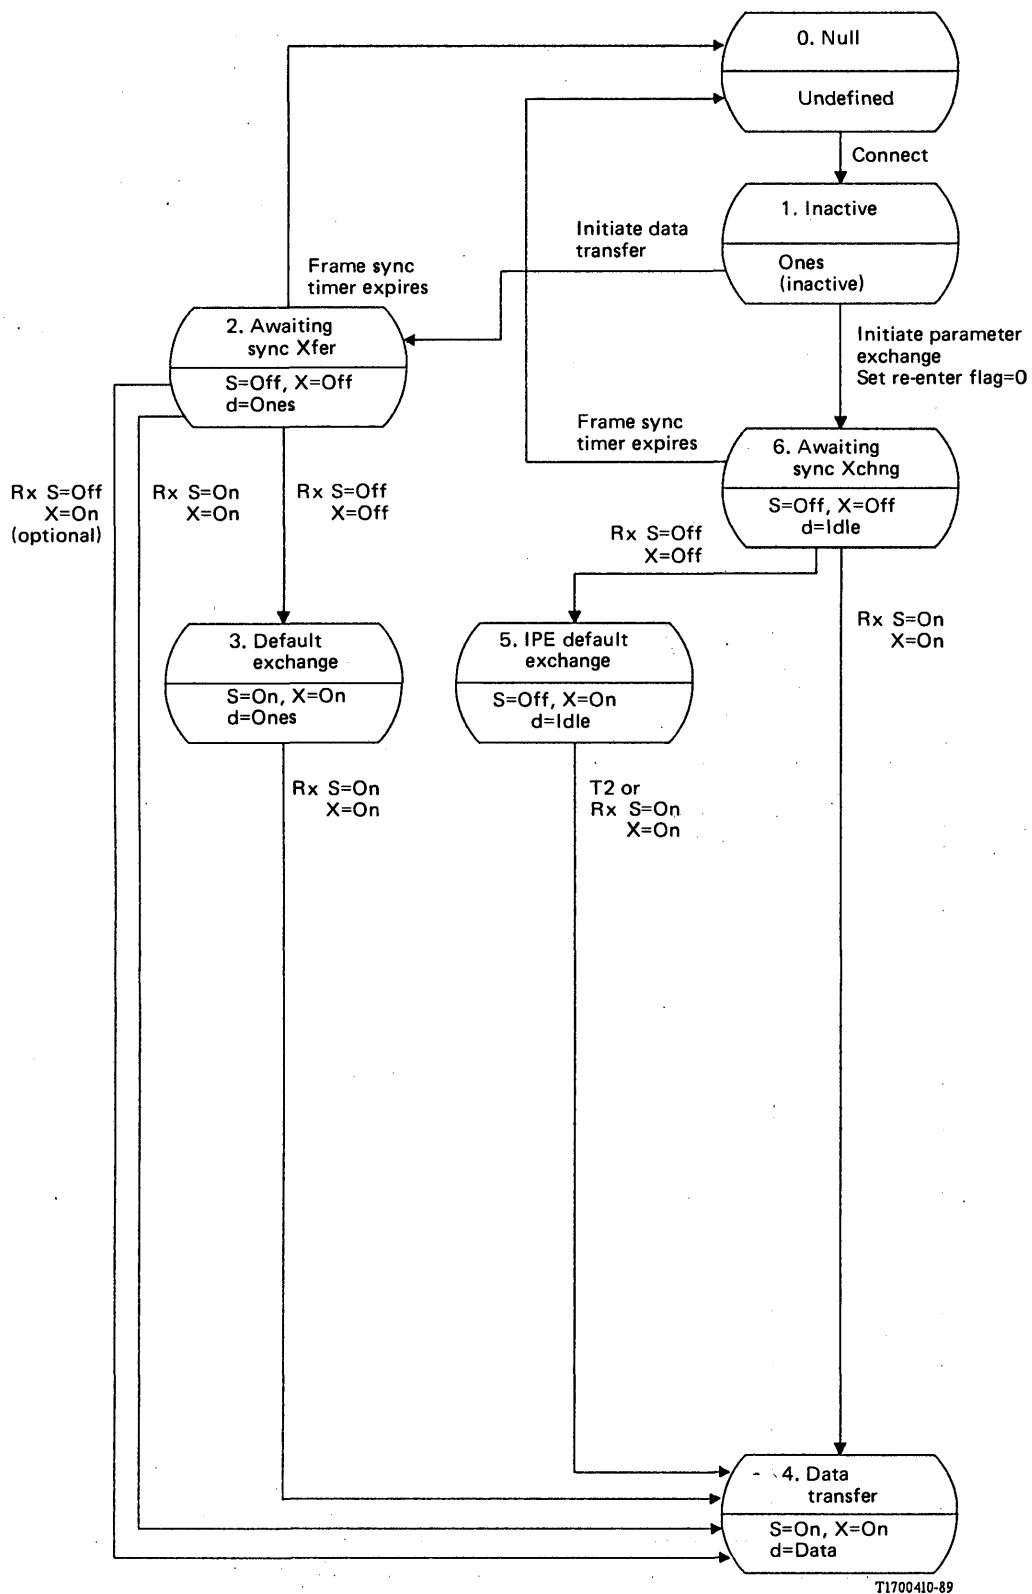 0. Null
Undefined
Connect
1. Inactive
Ones
(inactive)
Initiate data
transfer
Frame sync
timer expires
2. Awaiting
sync Xfer
S=Off, X=Off
d=Ones
Initiate parameter
exchange
Set re-enter flag=0
Frame sync
timer expires
6. Awaiting
sync Xchng
S=Off, X=Off
d=Idle
Rx S=Off
X=On
(optional)
Rx S=On
X=On
Rx S=Off
X=Off
Rx S=Off
X=Off
Rx S=On
X=On
3. Default
exchange
S=On, X=On
d=Ones
5. IPE default
exchange
S=Off, X=On
d=Idle
Rx S=On
X=On
T2 or
Rx S=On
X=On
4. Data
transfer
S=On, X=On
d=Data
T1700410-89